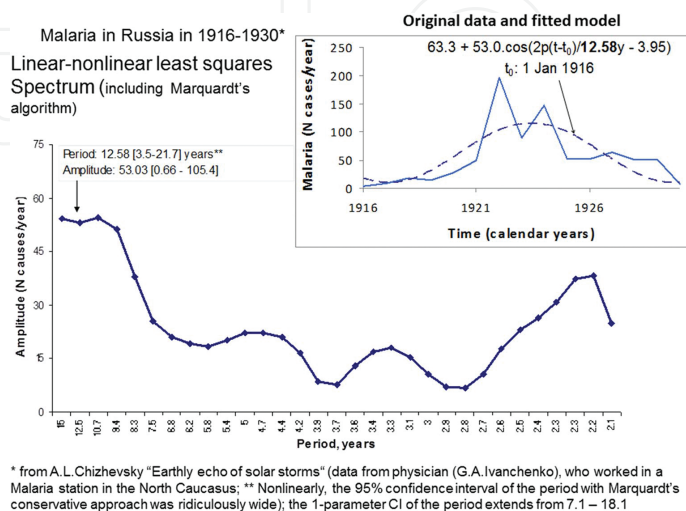 Malaria in Russia in 1916-1930*
Linear-nonlinear least squares
Spectrum (including Marquardt's
algorithm)
Original data and fitted model
63.3 + 53.0.cos(2p(t-t0)/12.58y - 3.95)
t0: 1 Jan 1916
Malaria (N cases/year)
250
200
150
100
50
0
1916
1921
1926
Time (calendar years)
Period: 12.58 [3.5-21.7] years**
Amplitude: 53.03 [0.66 - 105.4]
Amplitude (N causes/year)
75
60
45
30
15
0
15 12.5 10.7 9.4 8.3 7.5 6.8 6.2 5.8 5.4 5 4.7 4.4 4.2 3.9 3.7 3.6 3.4 3.3 3.1 3 2.9 2.8 2.7 2.6 2.5 2.4 2.3 2.3 2.2 2.1
Period, years
* from A.L.Chizhevsky "Earthly echo of solar storms" (data from physician (G.A.Ivanchenko), who worked in a
Malaria station in the North Caucasus; ** Nonlinearly, the 95% confidence interval of the period with Marquardt's
conservative approach was ridiculously wide); the 1-parameter CI of the period extends from 7.1 – 18.1